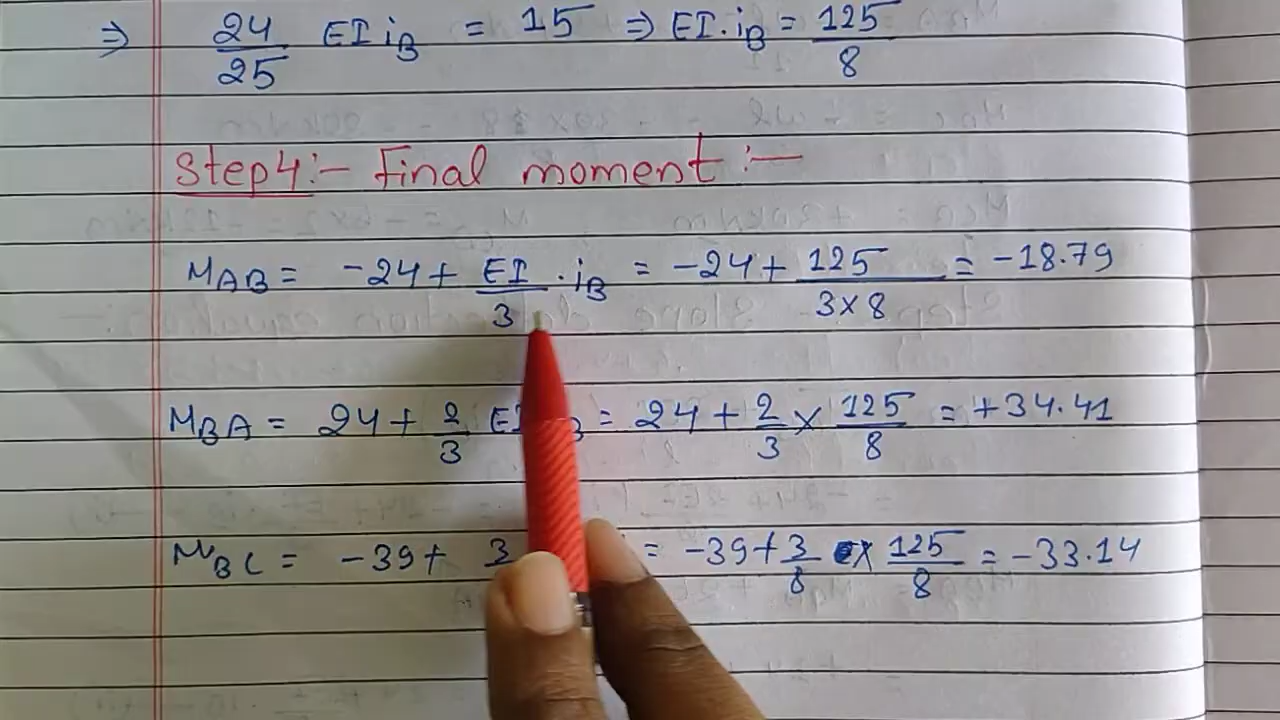 ⇒ 24/25 EI iB = 15 ⇒ EI.iB = 125/8
Step4:- Final moment:-
MAB = -24 + EI/3 . iB = -24 + 125/3×8 = -18.79
MBA = 24 + 2/3 EI = 24 + 2/3 × 125/8 = +34.41
MBC = -39 + 3 = -39 + 3/8 × 125/8 = -33.14